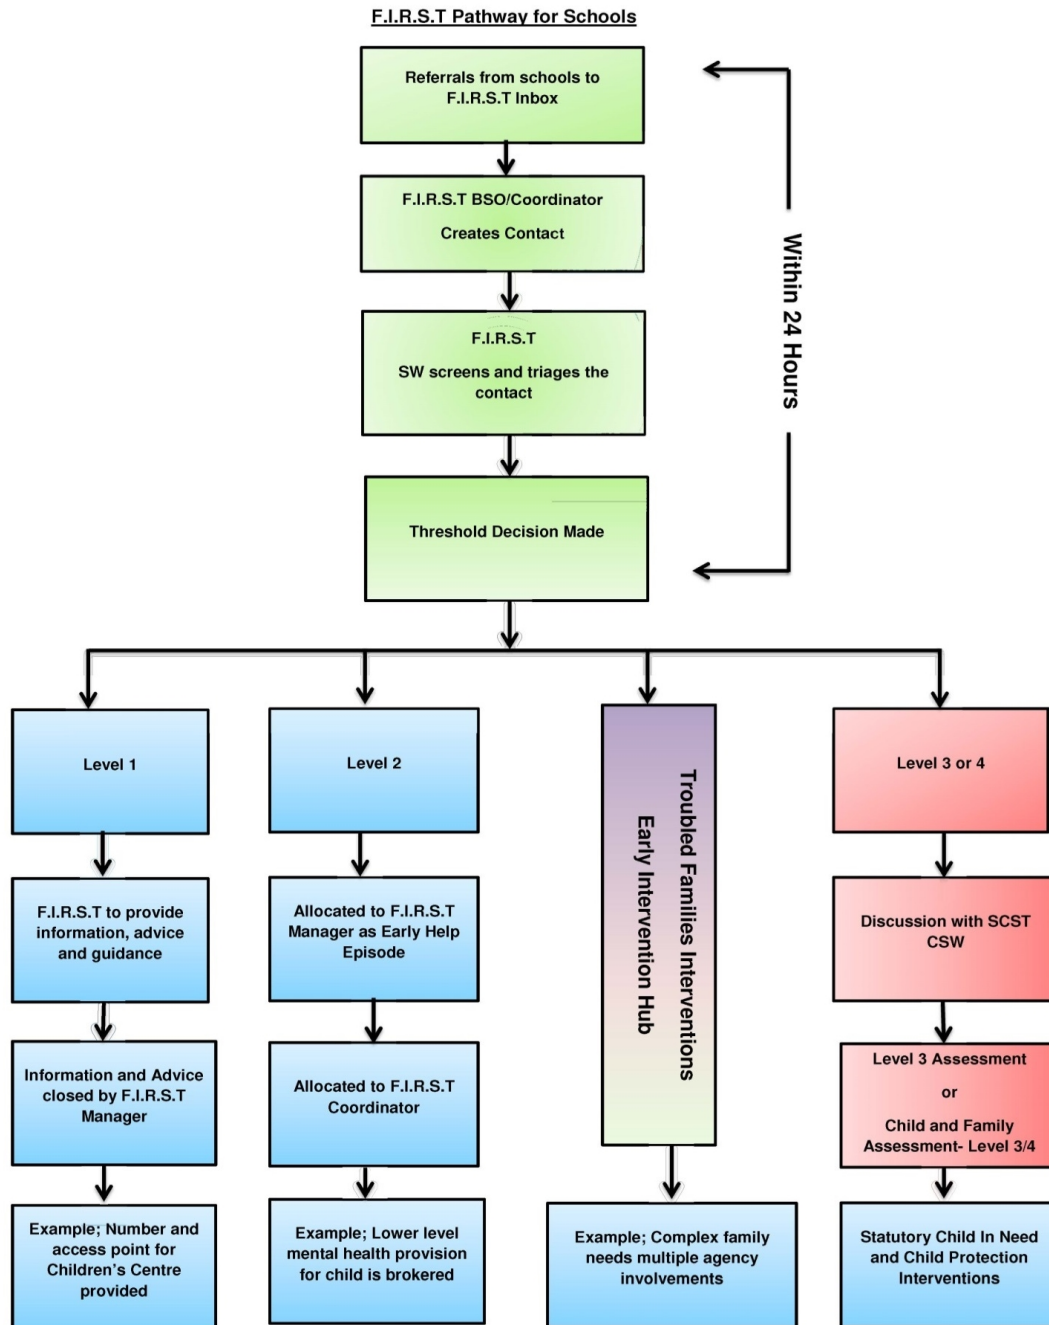 F.I.R.S.T Pathway for Schools
Referrals from schools to
F.I.R.S.T Inbox
F.I.R.S.T BSO/Coordinator
Creates Contact
F.I.R.S.T
SW screens and triages the
contact
Threshold Decision Made
Within 24 Hours
Level 1
F.I.R.S.T to provide
information, advice
and guidance
Information and Advice
closed by F.I.R.S.T
Manager
Example; Number and
access point for
Children's Centre
provided
Level 2
Allocated to F.I.R.S.T
Manager as Early Help
Episode
Allocated to F.I.R.S.T
Coordinator
Example; Lower level
mental health provision
for child is brokered
Troubled Families Interventions
Early Intervention Hub
Example; Complex family
needs multiple agency
involvements
Level 3 or 4
Discussion with SCST
CSW
Level 3 Assessment
or
Child and Family
Assessment- Level 3/4
Statutory Child In Need
and Child Protection
Interventions